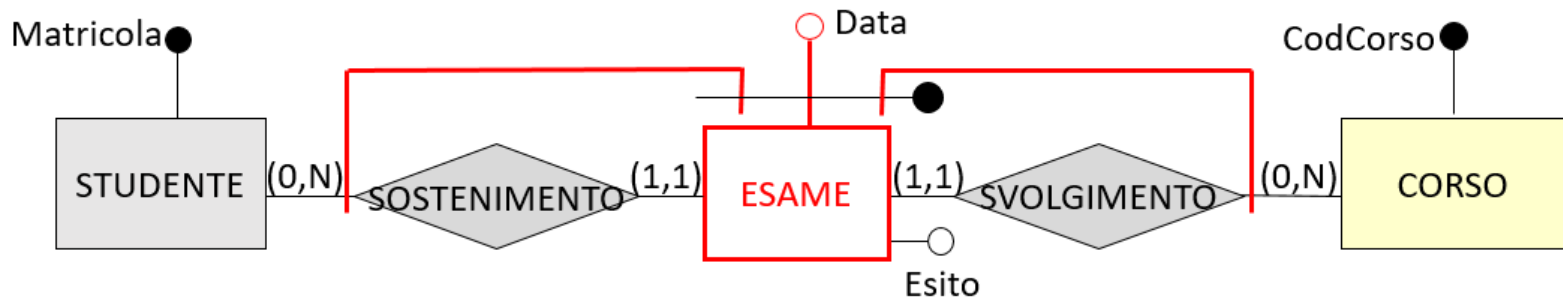 Matricola
Data
CodCorso
STUDENTE
(0,N)
SOSTENIMENTO
(1,1)
ESAME
(1,1)
SVOLGIMENTO
(0,N)
CORSO
Esito